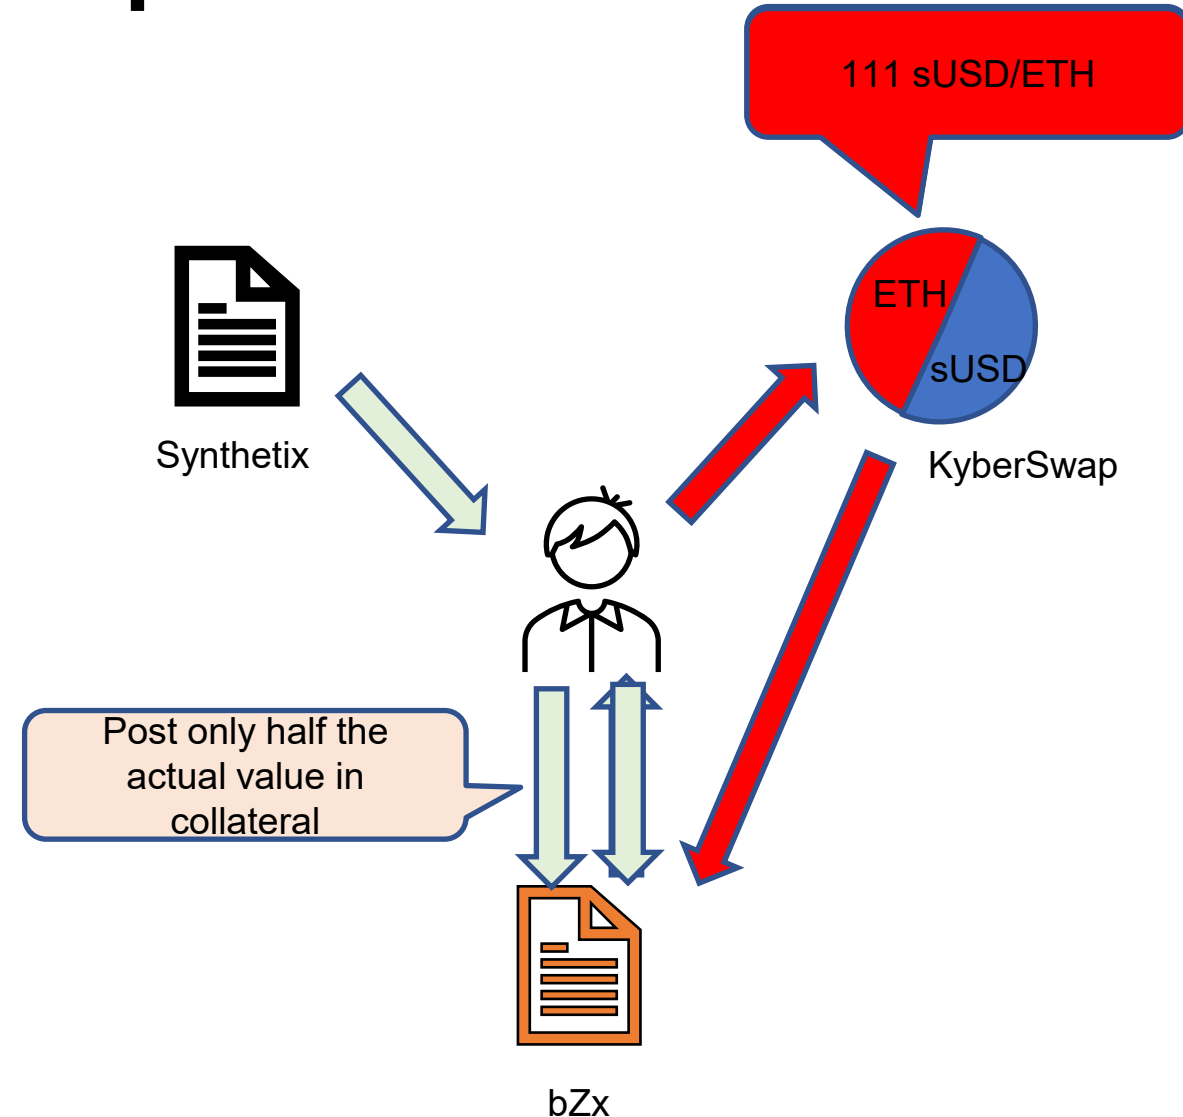 111 sUSD/ETH
ETH
sUSD
Synthetix
KyberSwap
Post only half the
actual value in
collateral
bZx